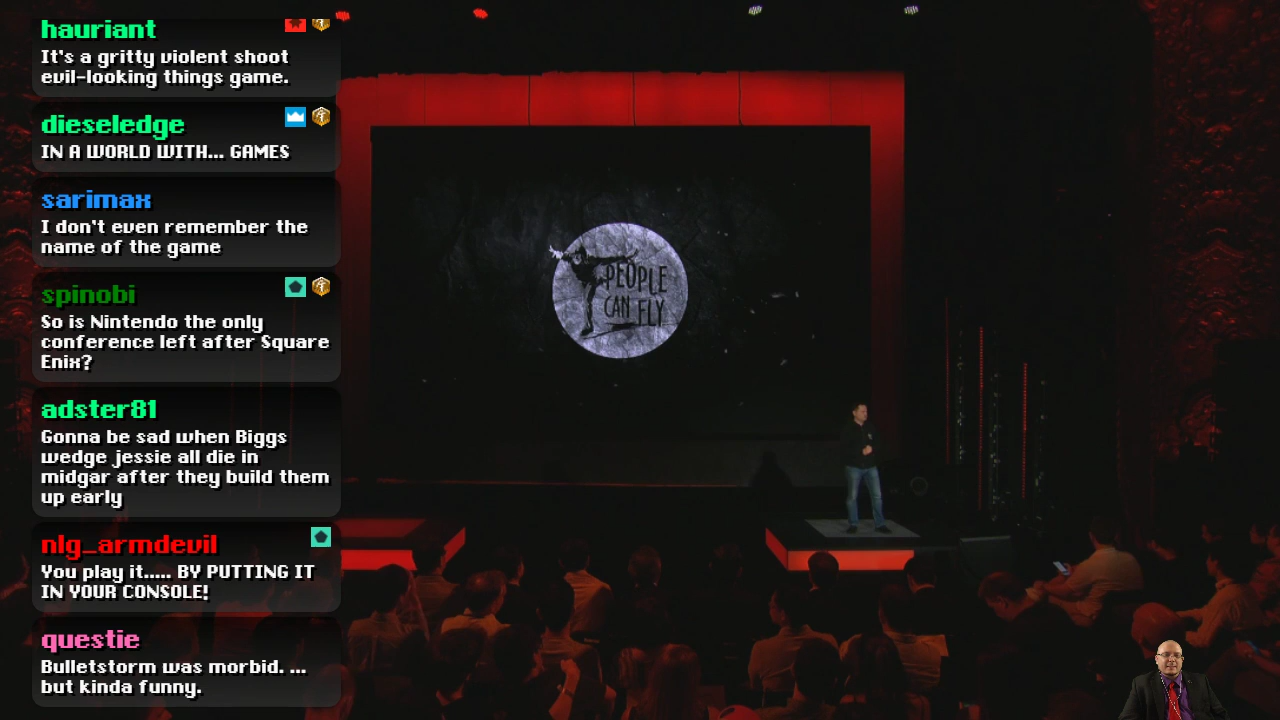 hauriant
It's a gritty violent shoot
evil-looking things game.
dieseledge
IN A WORLD WITH... GAMES
sarimax
I don't even remember the
name of the game
spinobi
So is Nintendo the only
conference left after Square
Enix?
adster81
Gonna be sad when Biggs
wedge jessie all die in
midgar after they build them
up early
nlg_armdevil
You play it..... BY PUTTING IT
IN YOUR CONSOLE!
questie
Bulletstorm was morbid. ...
but kinda funny.
PEOPLE
CAN FLY